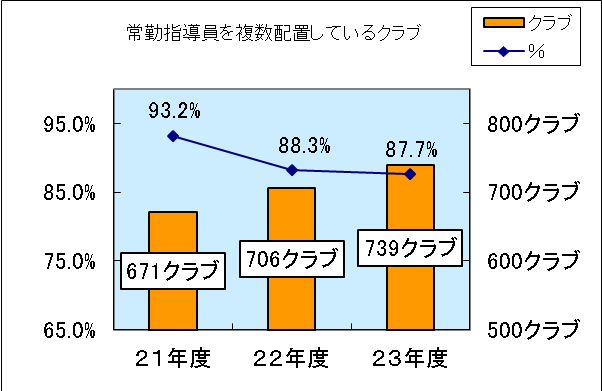 常勤指導員を複数配置しているクラブ
クラブ
％
93.2%
88.3%
87.7%
95.0%
85.0%
75.0%
65.0%
800クラブ
700クラブ
600クラブ
500クラブ
671クラブ
706クラブ
739クラブ
２１年度
２２年度
２３年度